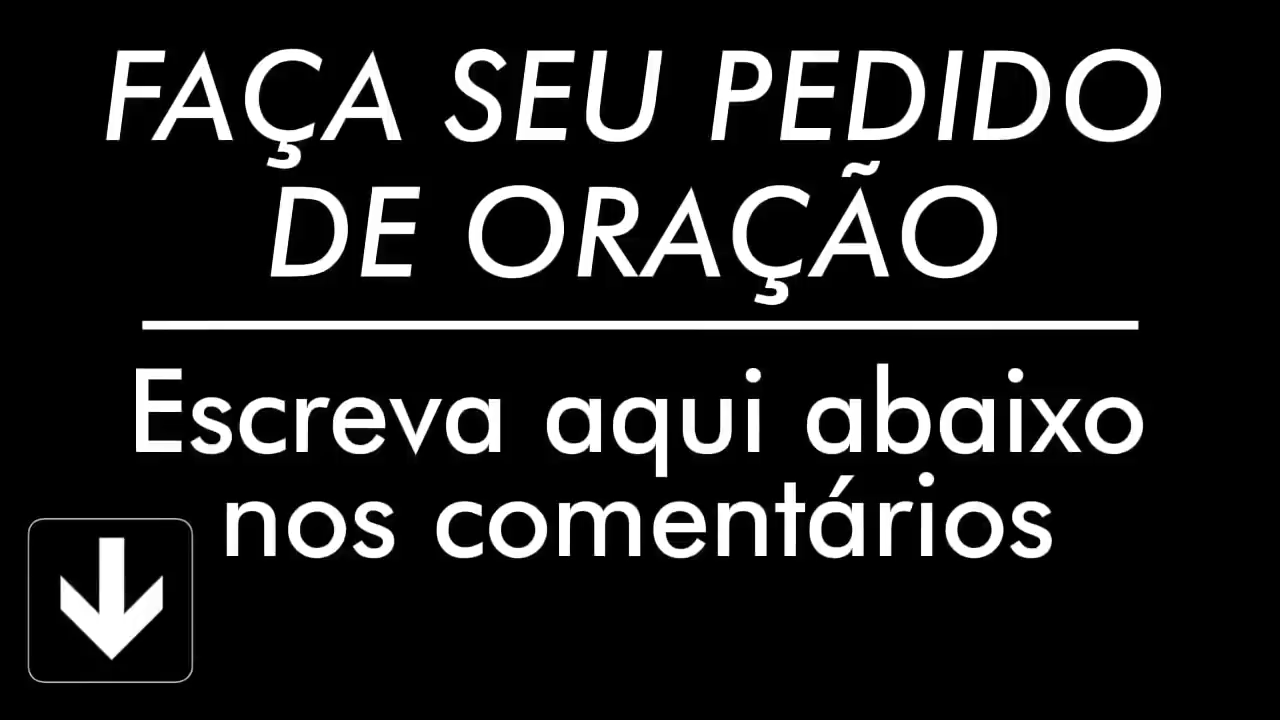 FAÇA SEU PEDIDO
DE ORAÇÃO
Escreva aqui abaixo
nos comentários